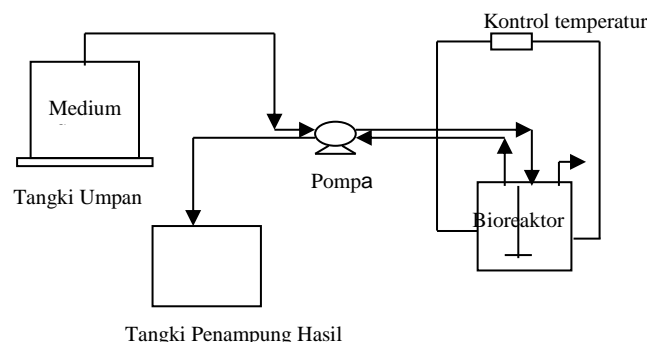 Kontrol temperatur
Medium
Tangki Umpan
Pompa
Bioreaktor
Tangki Penampung Hasil